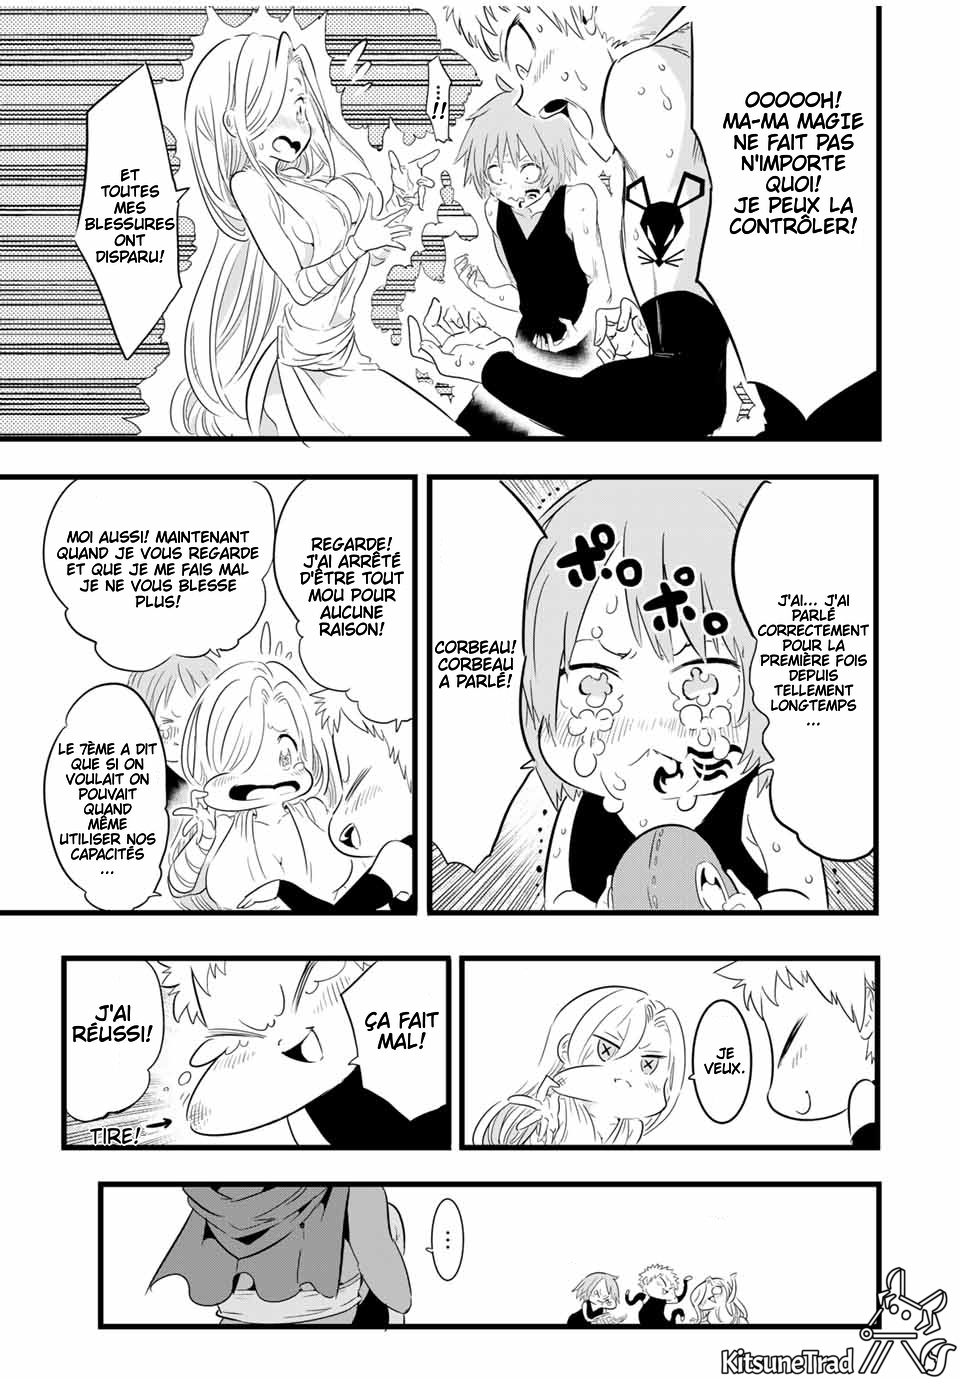 OOOOOH!
MA-MA MAGIE
NE FAIT PAS
N'IMPORTE
QUOI!
JE PEUX LA
CONTRÔLER!
...!!
ET
TOUTES
MES
BLESSURES
ONT
DISPARU!
J'AI... J'AI
PARLÉ
CORRECTEMENT
POUR LA
PREMIÈRE FOIS
DEPUIS
TELLEMENT
LONGTEMPS
...
ポロ
ポロ
CORBEAU!
CORBEAU
A PARLÉ!
REGARDE!
J'AI ARRÊTÉ
D'ÊTRE TOUT
MOU POUR
AUCUNE
RAISON!
MOI AUSSI! MAINTENANT
QUAND JE VOUS REGARDE
ET QUE JE ME FAIS MAL
JE NE VOUS BLESSE
PLUS!
LE 7ÈME A DIT
QUE SI ON
VOULAIT ON
POUVAIT
QUAND
MÊME
UTILISER NOS
CAPACITÉS
...
JE
VEUX.
ÇA FAIT
MAL!
J'AI
RÉUSSI!
TIRE!
...
KitsuneTrad